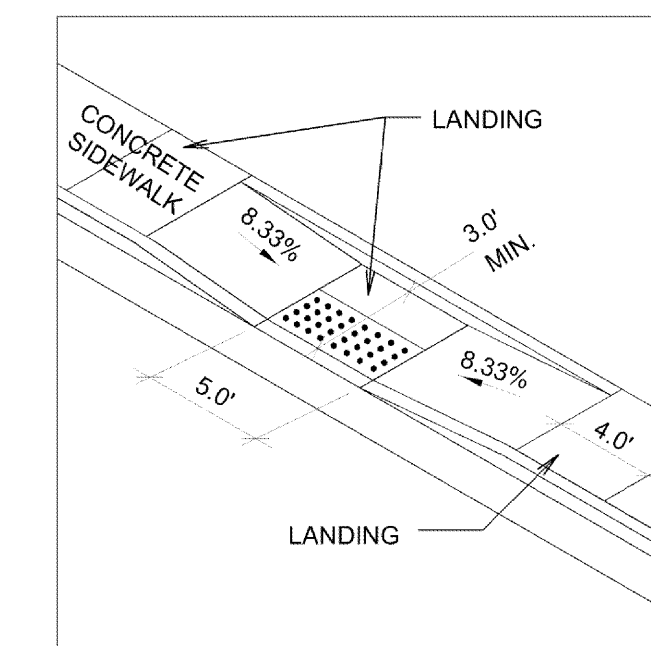 CONCRETE
SIDEWALK
LANDING
8.33%
3.0'
MIN.
8.33%
5.0'
4.0'
LANDING